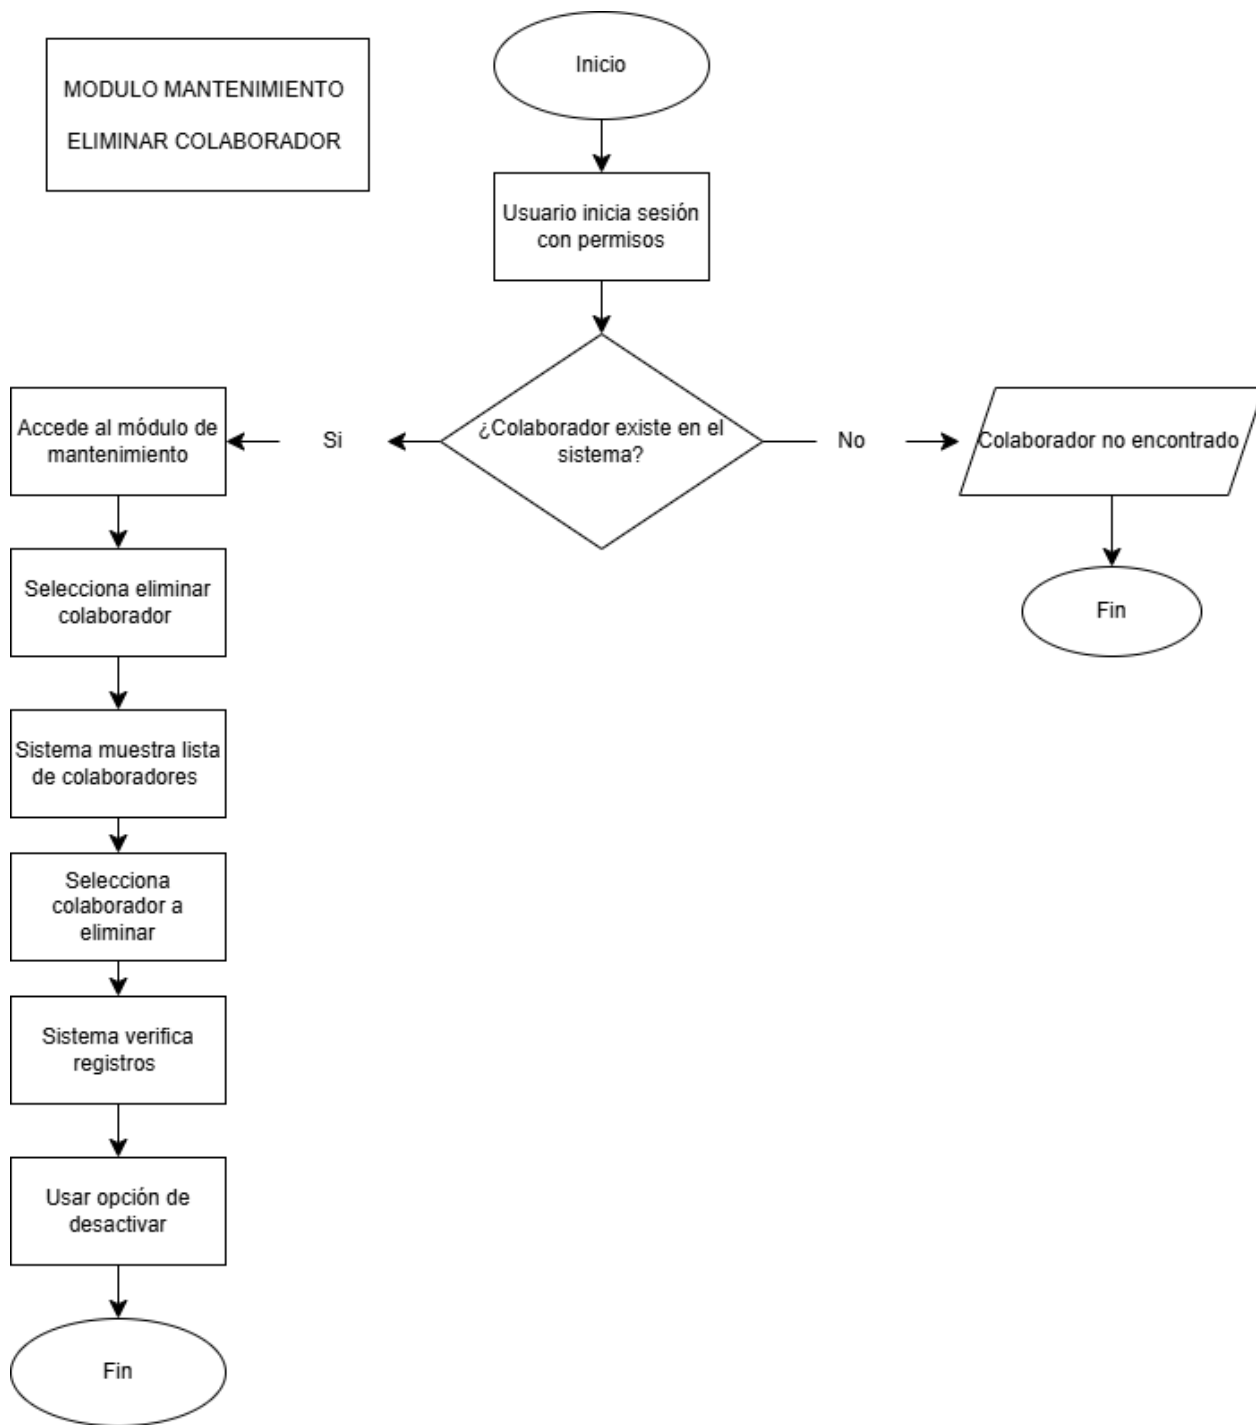 MODULO MANTENIMIENTO
ELIMINAR COLABORADOR
Inicio
Usuario inicia sesión
con permisos
¿Colaborador existe en el
sistema?
Si
No
Accede al módulo de
mantenimiento
Colaborador no encontrado
Fin
Selecciona eliminar
colaborador
Sistema muestra lista
de colaboradores
Selecciona
colaborador a
eliminar
Sistema verifica
registros
Usar opción de
desactivar
Fin